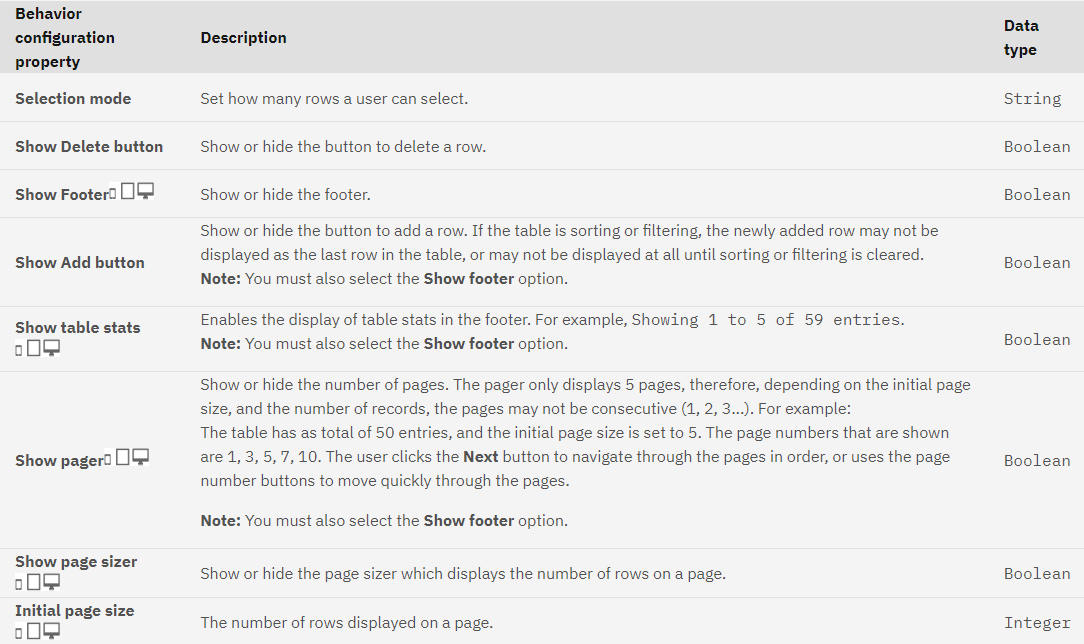 Behavior
configuration
property
Description
Data
type
Selection mode
Set how many rows a user can select.
String
Show Delete button
Show or hide the button to delete a row.
Boolean
Show Footer
Show or hide the footer.
Boolean
Show Add button
Show or hide the button to add a row. If the table is sorting or filtering, the newly added row may not be
displayed as the last row in the table, or may not be displayed at all until sorting or filtering is cleared.
Note: You must also select the Show footer option.
Boolean
Show table stats
Enables the display of table stats in the footer. For example, Showing 1 to 5 of 59 entries.
Note: You must also select the Show footer option.
Boolean
Show pager
Show or hide the number of pages. The pager only displays 5 pages, therefore, depending on the initial page
size, and the number of records, the pages may not be consecutive (1, 2, 3...). For example:
The table has as total of 50 entries, and the initial page size is set to 5. The page numbers that are shown
are 1, 3, 5, 7, 10. The user clicks the Next button to navigate through the pages in order, or uses the page
number buttons to move quickly through the pages.
Note: You must also select the Show footer option.
Boolean
Show page sizer
Show or hide the page sizer which displays the number of rows on a page.
Boolean
Initial page size
The number of rows displayed on a page.
Integer